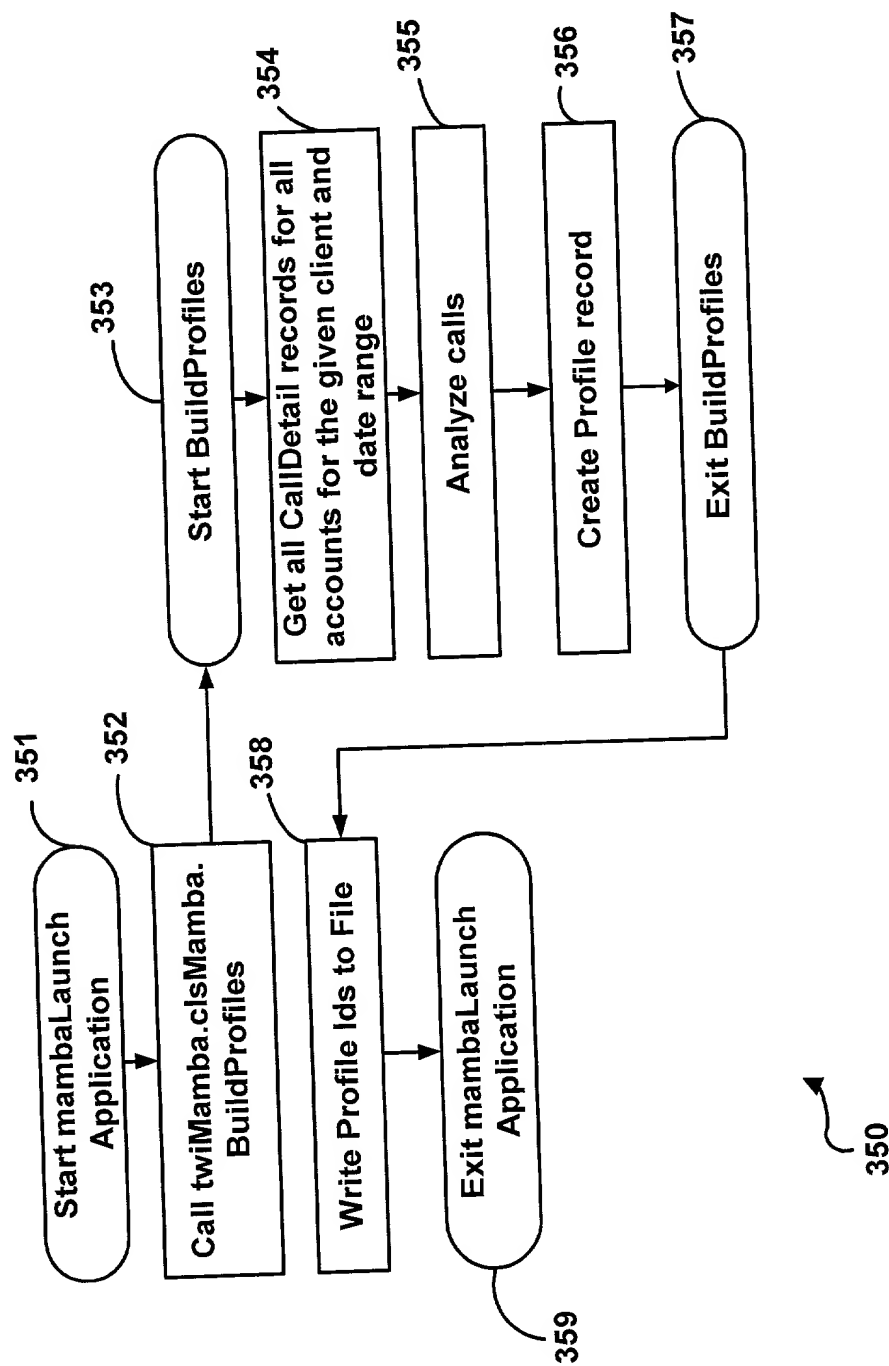 351
Start mambaLaunch
Application
352
Call twiMamba.clsMamba.
BuildProfiles
353
Start BuildProfiles
354
Get all CallDetail records for all
accounts for the given client and
date range
355
Analyze calls
356
Create Profile record
357
Exit BuildProfiles
358
Write Profile Ids to File
Exit mambaLaunch
Application
359
350